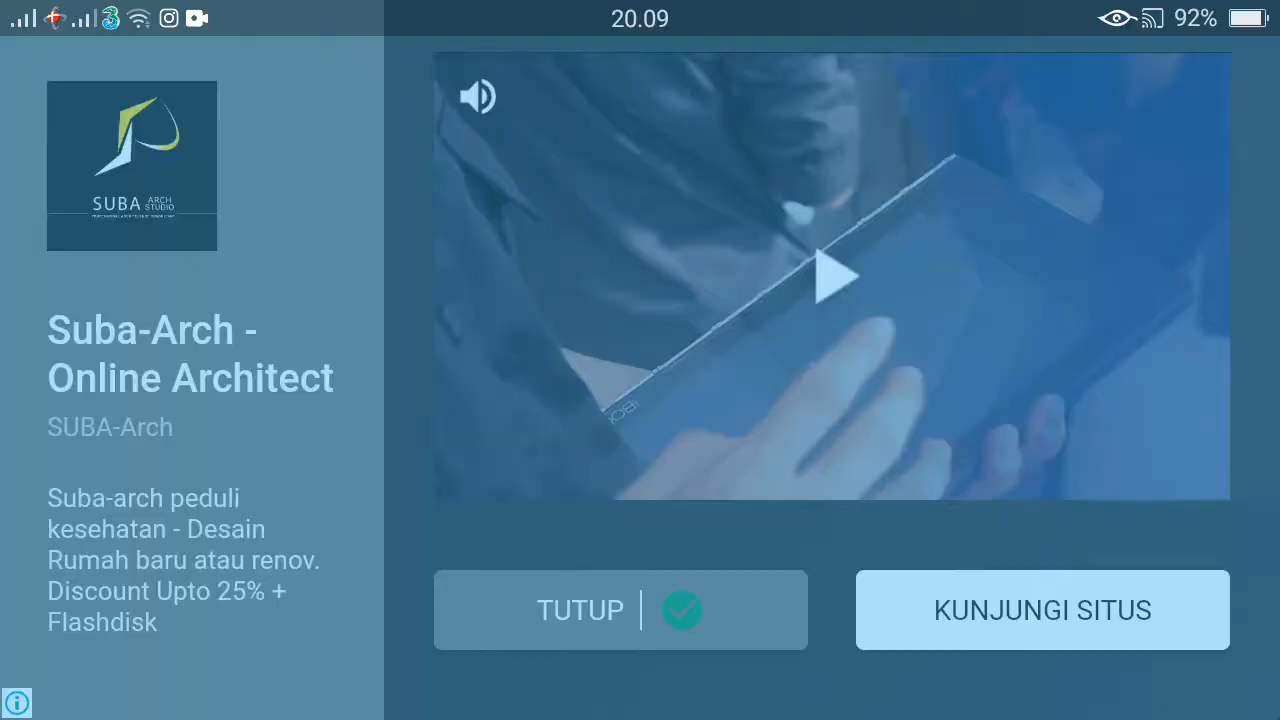 20.09
92%
SUBA ARCH STUDIO
Suba-Arch -
Online Architect
SUBA-Arch
Suba-arch peduli
kesehatan - Desain
Rumah baru atau renov.
Discount Upto 25% +
Flashdisk
TUTUP
KUNJUNGI SITUS